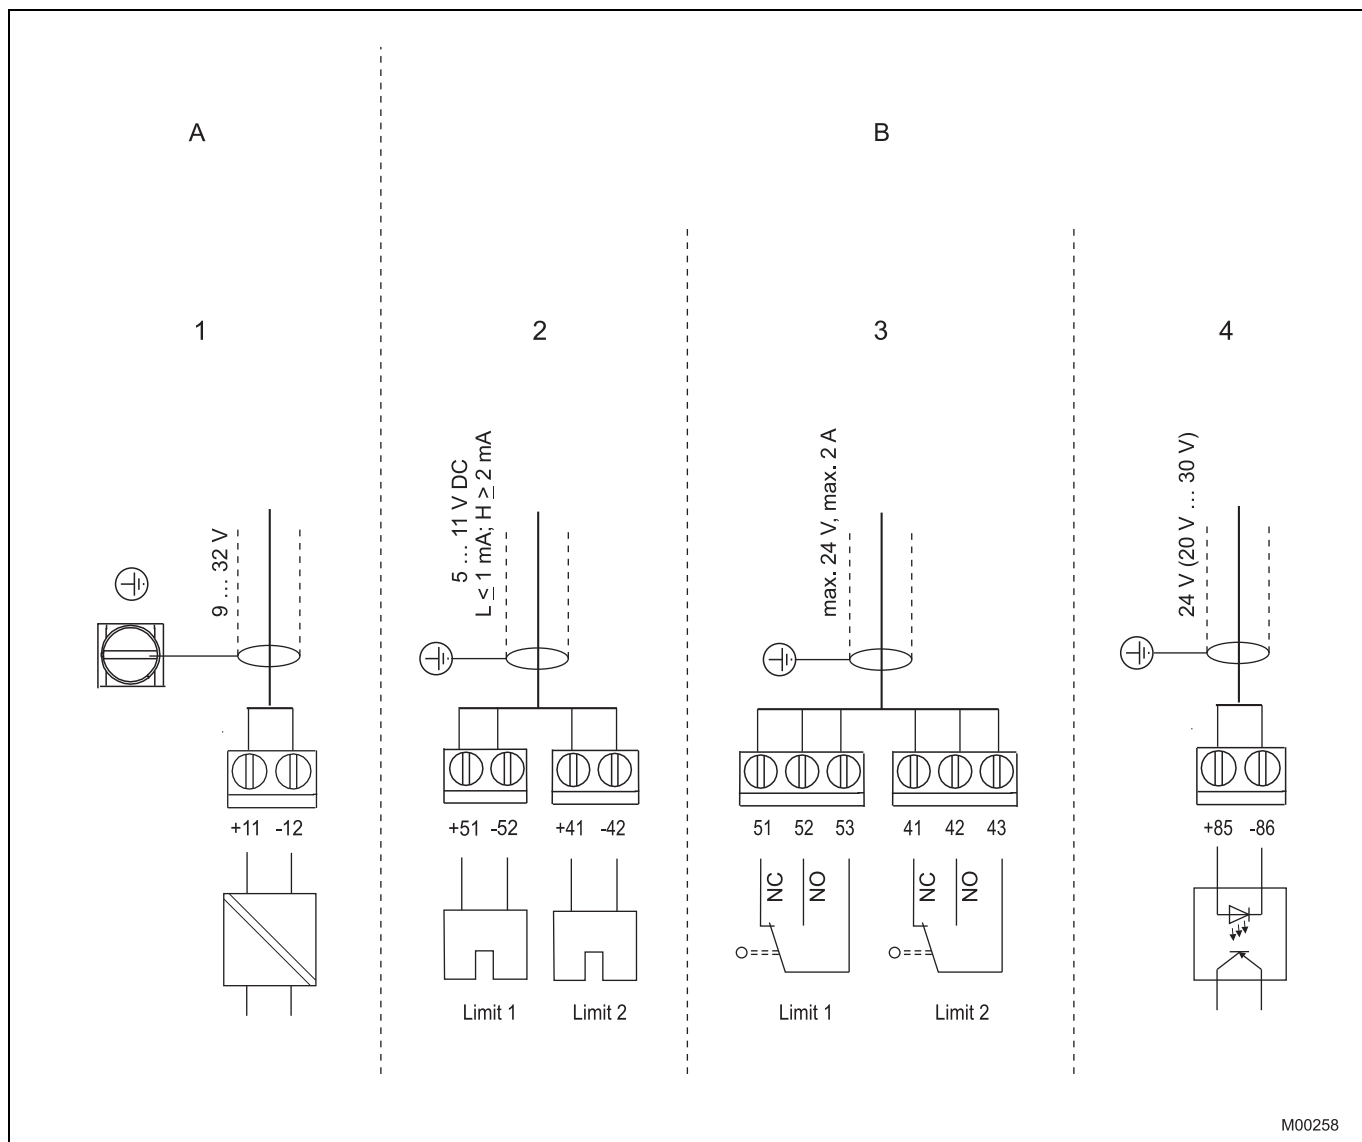 A
B
1
2
3
4
9 ... 32 V
5 ... 11 V DC
L ≤ 1 mA; H ≥ 2 mA
max. 24 V, max. 2 A
24 V (20 V ... 30 V)
+11 -12
+51 -52
+41 -42
51 52 53
41 42 43
+85 -86
NC
NO
NC
NO
Limit 1
Limit 2
Limit 1
Limit 2
M00258